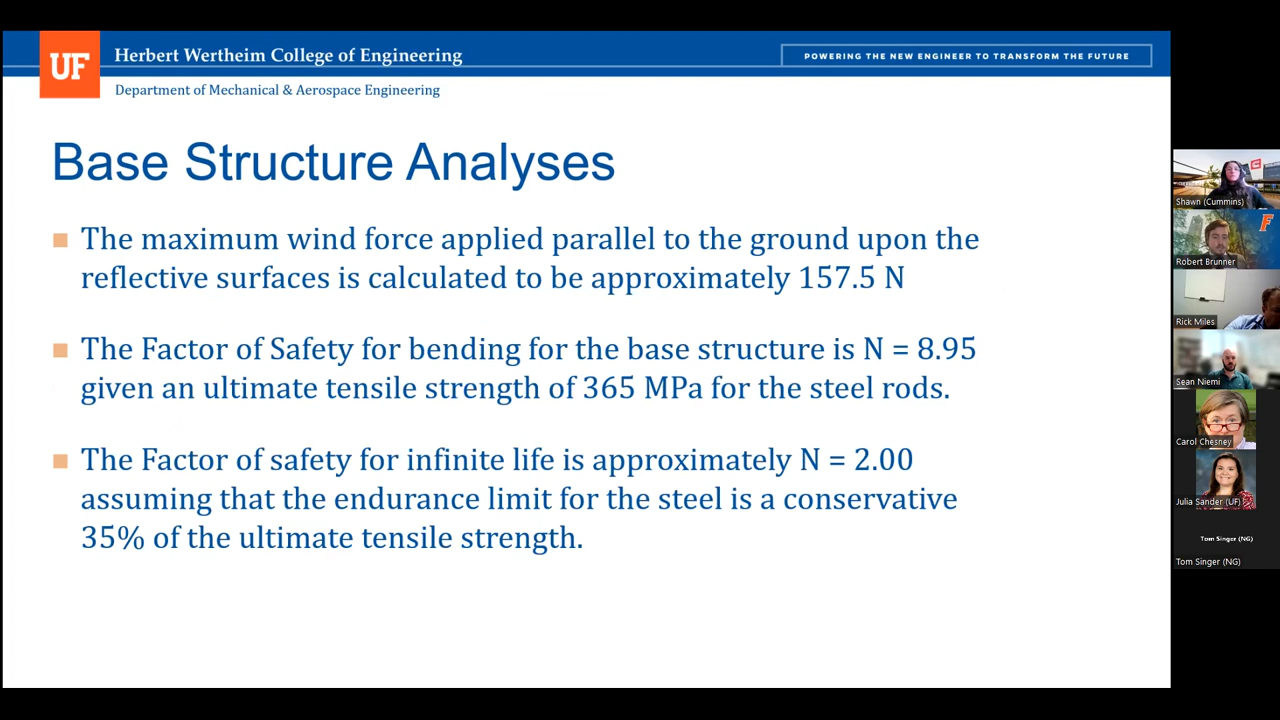 UF
Herbert Wertheim College of Engineering
POWERING THE NEW ENGINEER TO TRANSFORM THE FUTURE
Department of Mechanical & Aerospace Engineering
Base Structure Analyses
The maximum wind force applied parallel to the ground upon the
reflective surfaces is calculated to be approximately 157.5 N
The Factor of Safety for bending for the base structure is N = 8.95
given an ultimate tensile strength of 365 MPa for the steel rods.
The Factor of safety for infinite life is approximately N = 2.00
assuming that the endurance limit for the steel is a conservative
35% of the ultimate tensile strength.
Shawn (Cummins)
F
Robert Brunner
Rick Miles
Sean Niemi
Carol Chesney
Julia Sander (UF)
Tom Singer (NG)
Tom Singer (NG)